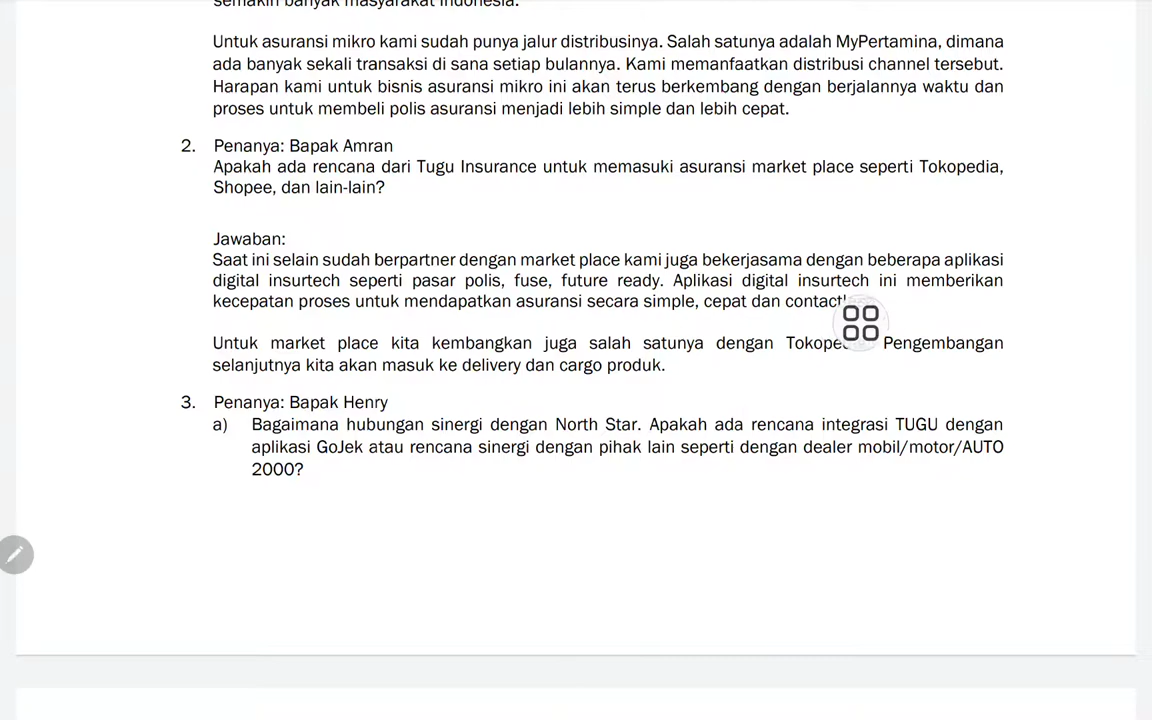 semakin banyak masyarakat Indonesia.
Untuk asuransi mikro kami sudah punya jalur distribusinya. Salah satunya adalah MyPertamina, dimana
ada banyak sekali transaksi di sana setiap bulannya. Kami memanfaatkan distribusi channel tersebut.
Harapan kami untuk bisnis asuransi mikro ini akan terus berkembang dengan berjalannya waktu dan
proses untuk membeli polis asuransi menjadi lebih simple dan lebih cepat.
2. Penanya: Bapak Amran
Apakah ada rencana dari Tugu Insurance untuk memasuki asuransi market place seperti Tokopedia,
Shopee, dan lain-lain?
Jawaban:
Saat ini selain sudah berpartner dengan market place kami juga bekerjasama dengan beberapa aplikasi
digital insurtech seperti pasar polis, fuse, future ready. Aplikasi digital insurtech ini memberikan
kecepatan proses untuk mendapatkan asuransi secara simple, cepat dan
Untuk market place kita kembangkan juga salah satunya dengan Pengembangan
selanjutnya kita akan masuk ke delivery dan cargo produk.
3. Penanya: Bapak Henry
a) Bagaimana hubungan sinergi dengan North Star. Apakah ada rencana integrasi TUGU dengan
aplikasi GoJek atau rencana sinergi dengan pihak lain seperti dengan dealer mobil/motor/AUTO
2000?